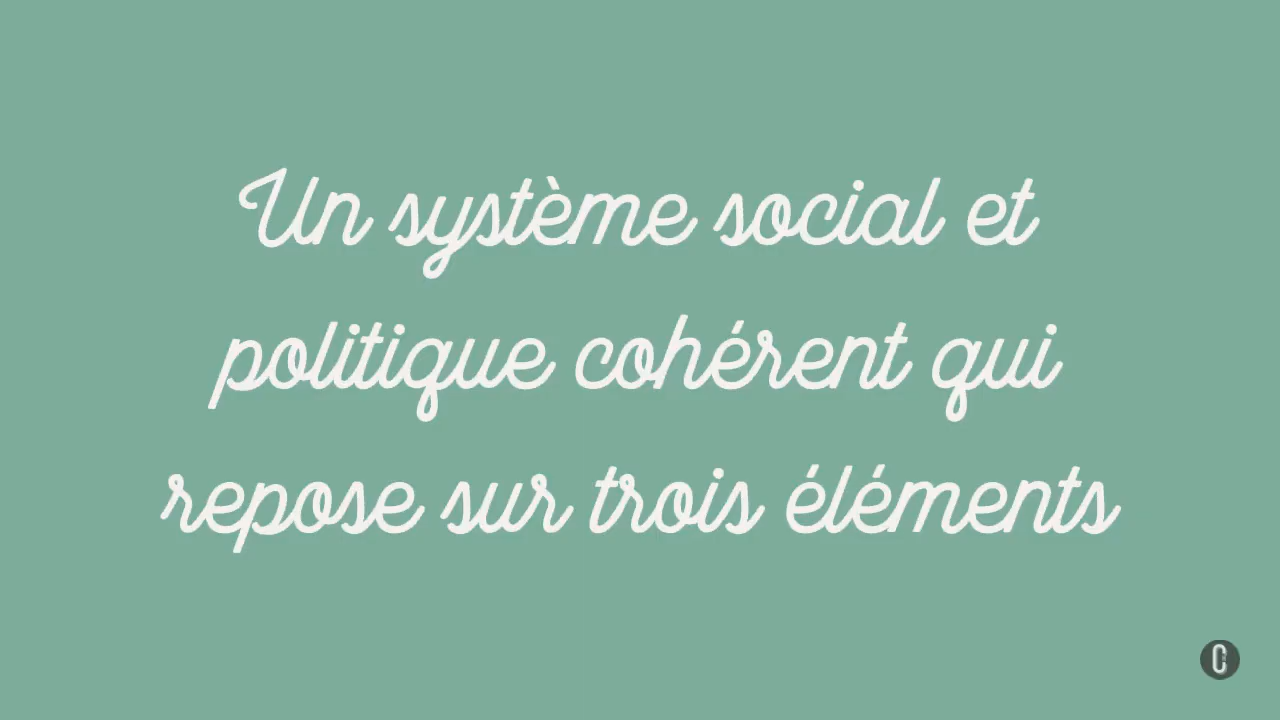 Un système social et
politique cohérent qui
repose sur trois éléments